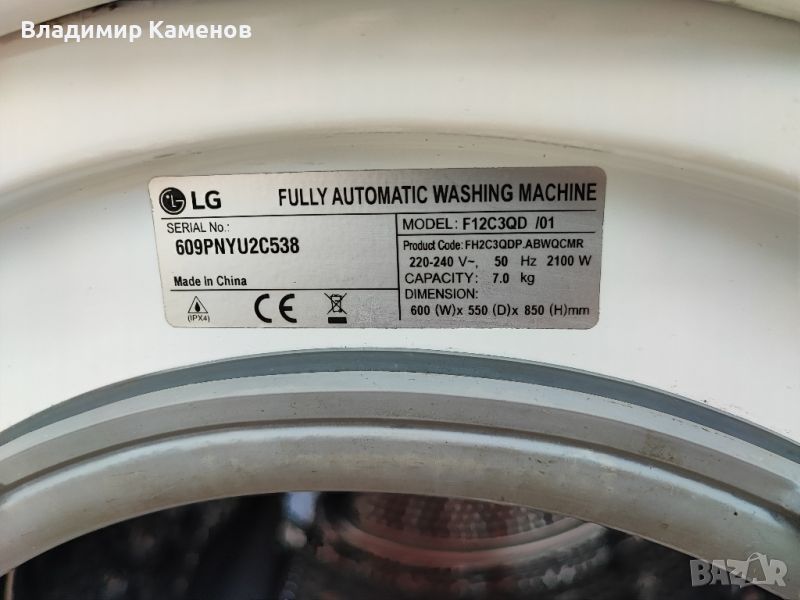 Владимир Каменов
LG FULLY AUTOMATIC WASHING MACHINE
SERIAL No.:
609PNYU2C538
Made in China
(IPX4)
CE
MODEL: F12C3QD /01
Product Code: FH2C3QDP.ABWQCMR
220-240 V~, 50 Hz 2100 W
CAPACITY: 7.0 kg
DIMENSION:
600 (W)x 550 (D)x 850 (H)mm
BAZAR